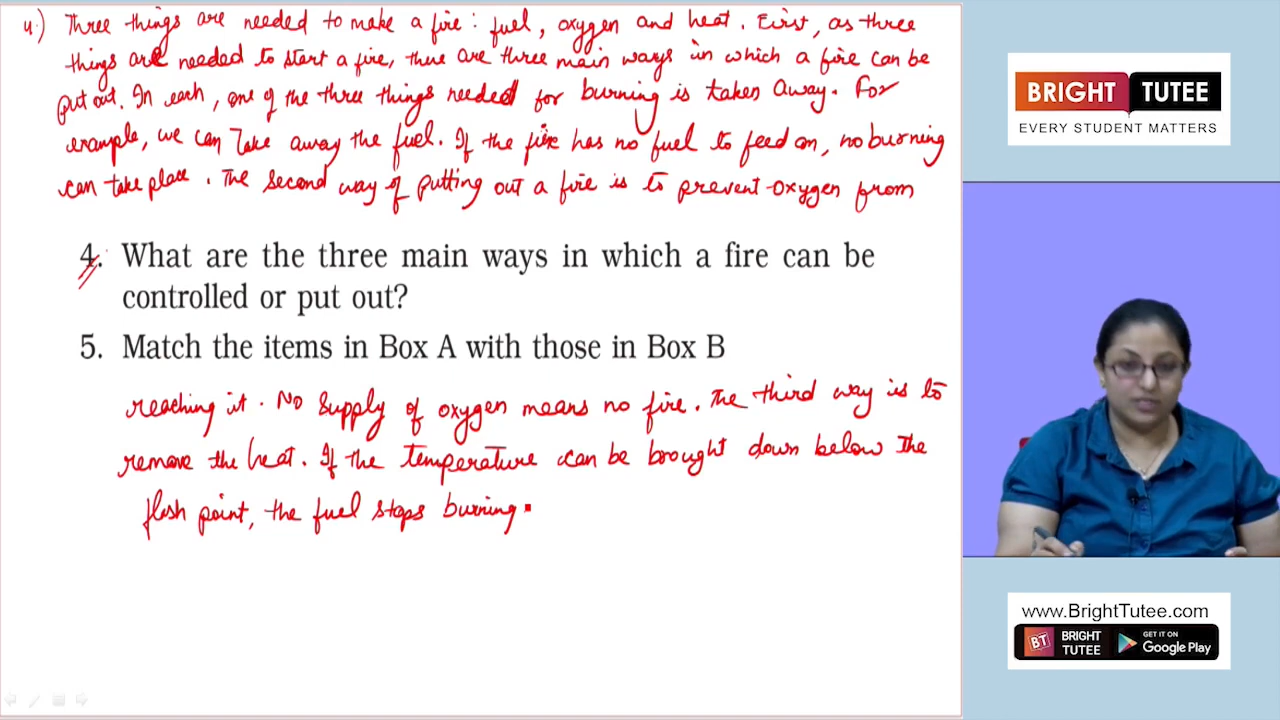 4.) Three things are needed to make a fire : fuel, oxygen and heat. First, as three
things are needed to start a fire, there are three main ways in which a fire can be
put out. In each, one of the three things needed for burning is taken away. For
example, we can Take away the fuel. If the fire has no fuel to feed on, no burning
can take place. The second way of putting out a fire is to prevent oxygen from
4. What are the three main ways in which a fire can be
controlled or put out?
5. Match the items in Box A with those in Box B
reaching it. No supply of oxygen means no fire. The third way is to
remove the heat. If the temperature can be brought down below the
flash point, the fuel stops burning.
BRIGHT TUTEE
EVERY STUDENT MATTERS
www.BrightTutee.com
BT BRIGHT TUTEE
GET IT ON
Google Play